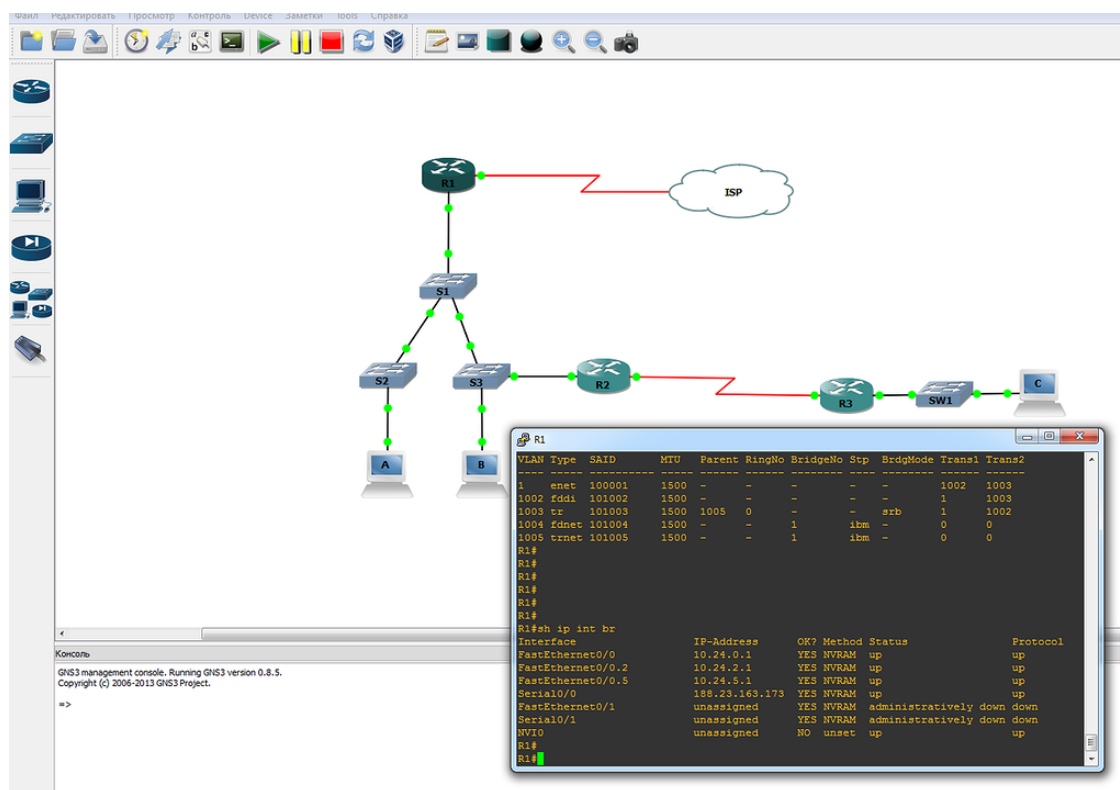 Файл Редактировать Просмотр Контроль Device Заметки Tools Справка
R1
ISP
S1
S2
S3
R2
R3
SW1
C
A
B
R1
VLAN Type SAID MTU Parent RingNo BridgeNo Stp BrdgMode Trans1 Trans2
---- ----- ---------- ----- ------ ------ -------- ---- -------- ------ ------
1 enet 100001 1500 - - - - - 1002 1003
1002 fddi 101002 1500 - - - - - 1 1003
1003 tr 101003 1500 1005 0 - - srb 1 1002
1004 fdnet 101004 1500 - - 1 ibm - 0 0
1005 trnet 101005 1500 - - 1 ibm - 0 0
R1#
R1#
R1#
R1#
R1#
R1#
R1#sh ip int br
Interface IP-Address OK? Method Status Protocol
FastEthernet0/0 10.24.0.1 YES NVRAM up up
FastEthernet0/0.2 10.24.2.1 YES NVRAM up up
FastEthernet0/0.5 10.24.5.1 YES NVRAM up up
Serial0/0 188.23.163.173 YES NVRAM up up
FastEthernet0/1 unassigned YES NVRAM administratively down down
Serial0/1 unassigned YES NVRAM administratively down down
NVI0 unassigned NO unset up up
R1#
R1#
Консоль
GNS3 management console. Running GNS3 version 0.8.5.
Copyright (c) 2006-2013 GNS3 Project.
=>